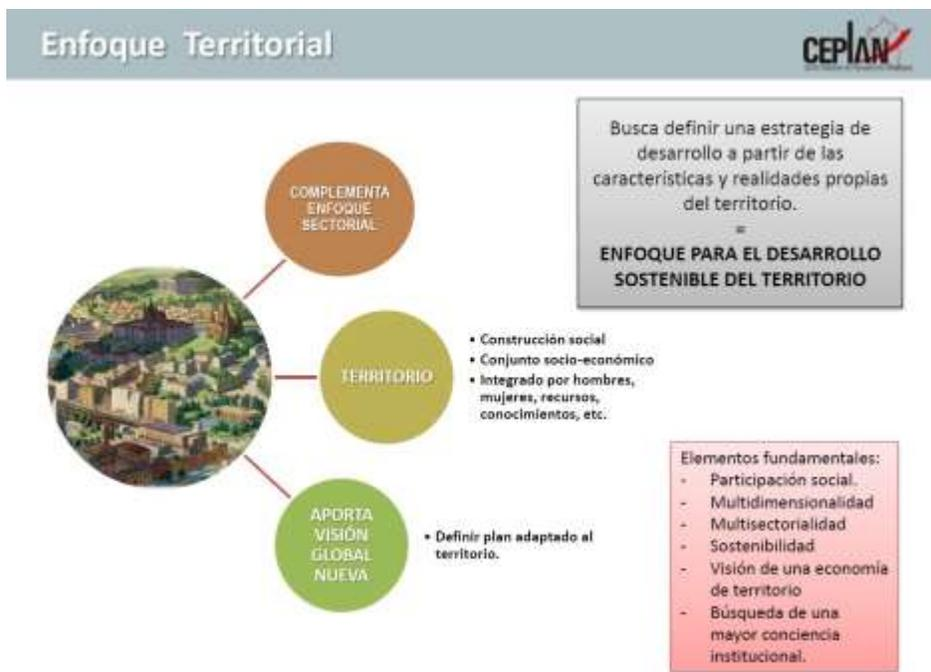 Enfoque Territorial
CEPLAN
Busca definir una estrategia de
desarrollo a partir de las
características y realidades propias
del territorio.
=
ENFOQUE PARA EL DESARROLLO
SOSTENIBLE DEL TERRITORIO
COMPLEMENTA
ENFOQUE
SECTORIAL
TERRITORIO
• Construcción social
• Conjunto socio-económico
• Integrado por hombres,
mujeres, recursos,
conocimientos, etc.
APORTA
VISIÓN
GLOBAL
NUEVA
• Definir plan adaptado al
territorio.
Elementos fundamentales:
- Participación social.
- Multidimensionalidad
- Multisectorialidad
- Sostenibilidad
- Visión de una economía
de territorio
- Búsqueda de una
mayor conciencia
institucional.